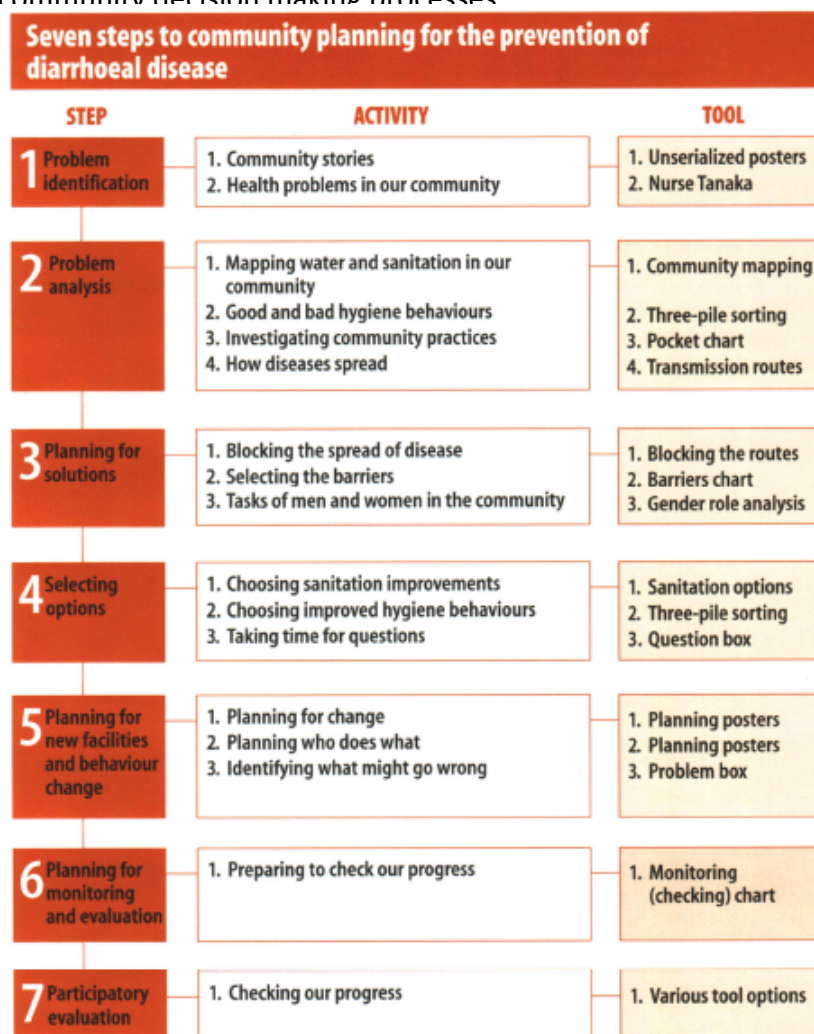 community decision making processes
Seven steps to community planning for the prevention of
diarrhoeal disease
STEP
ACTIVITY
TOOL
1 Problem
identification
1. Community stories
2. Health problems in our community
1. Unserialized posters
2. Nurse Tanaka
2 Problem
analysis
1. Mapping water and sanitation in our
community
2. Good and bad hygiene behaviours
3. Investigating community practices
4. How diseases spread
1. Community mapping
2. Three-pile sorting
3. Pocket chart
4. Transmission routes
3 Planning for
solutions
1. Blocking the spread of disease
2. Selecting the barriers
3. Tasks of men and women in the community
1. Blocking the routes
2. Barriers chart
3. Gender role analysis
4 Selecting
options
1. Choosing sanitation improvements
2. Choosing improved hygiene behaviours
3. Taking time for questions
1. Sanitation options
2. Three-pile sorting
3. Question box
5 Planning for
new facilities
and behaviour
change
1. Planning for change
2. Planning who does what
3. Identifying what might go wrong
1. Planning posters
2. Planning posters
3. Problem box
6 Planning for
monitoring
and evaluation
1. Preparing to check our progress
1. Monitoring
(checking) chart
7 Participatory
evaluation
1. Checking our progress
1. Various tool options